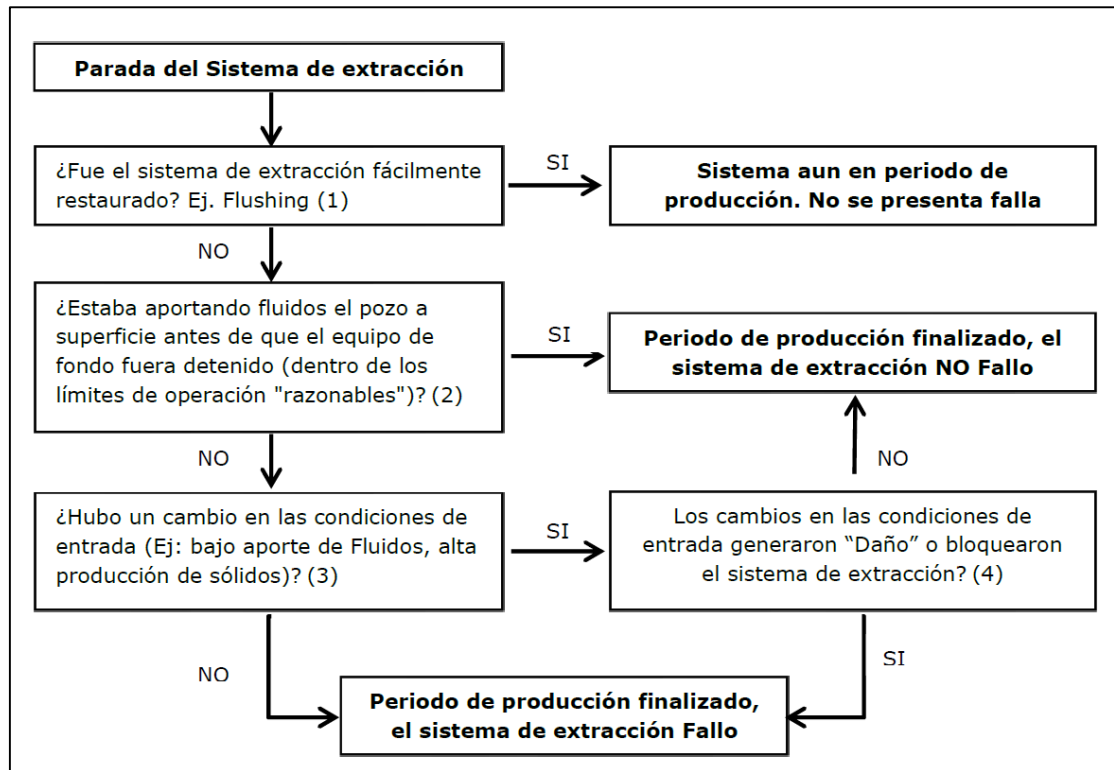 Parada del Sistema de extracción
¿Fue el sistema de extracción fácilmente
restaurado? Ej. Flushing (1)
SI
Sistema aun en periodo de
producción. No se presenta falla
NO
¿Estaba aportando fluidos el pozo a
superficie antes de que el equipo de
fondo fuera detenido (dentro de los
límites de operación "razonables")? (2)
SI
Periodo de producción finalizado, el
sistema de extracción NO Fallo
NO
¿Hubo un cambio en las condiciones de
entrada (Ej: bajo aporte de Fluidos, alta
producción de sólidos)? (3)
SI
Los cambios en las condiciones de
entrada generaron “Daño” o bloquearon
el sistema de extracción? (4)
NO
NO
SI
Periodo de producción finalizado,
el sistema de extracción Fallo